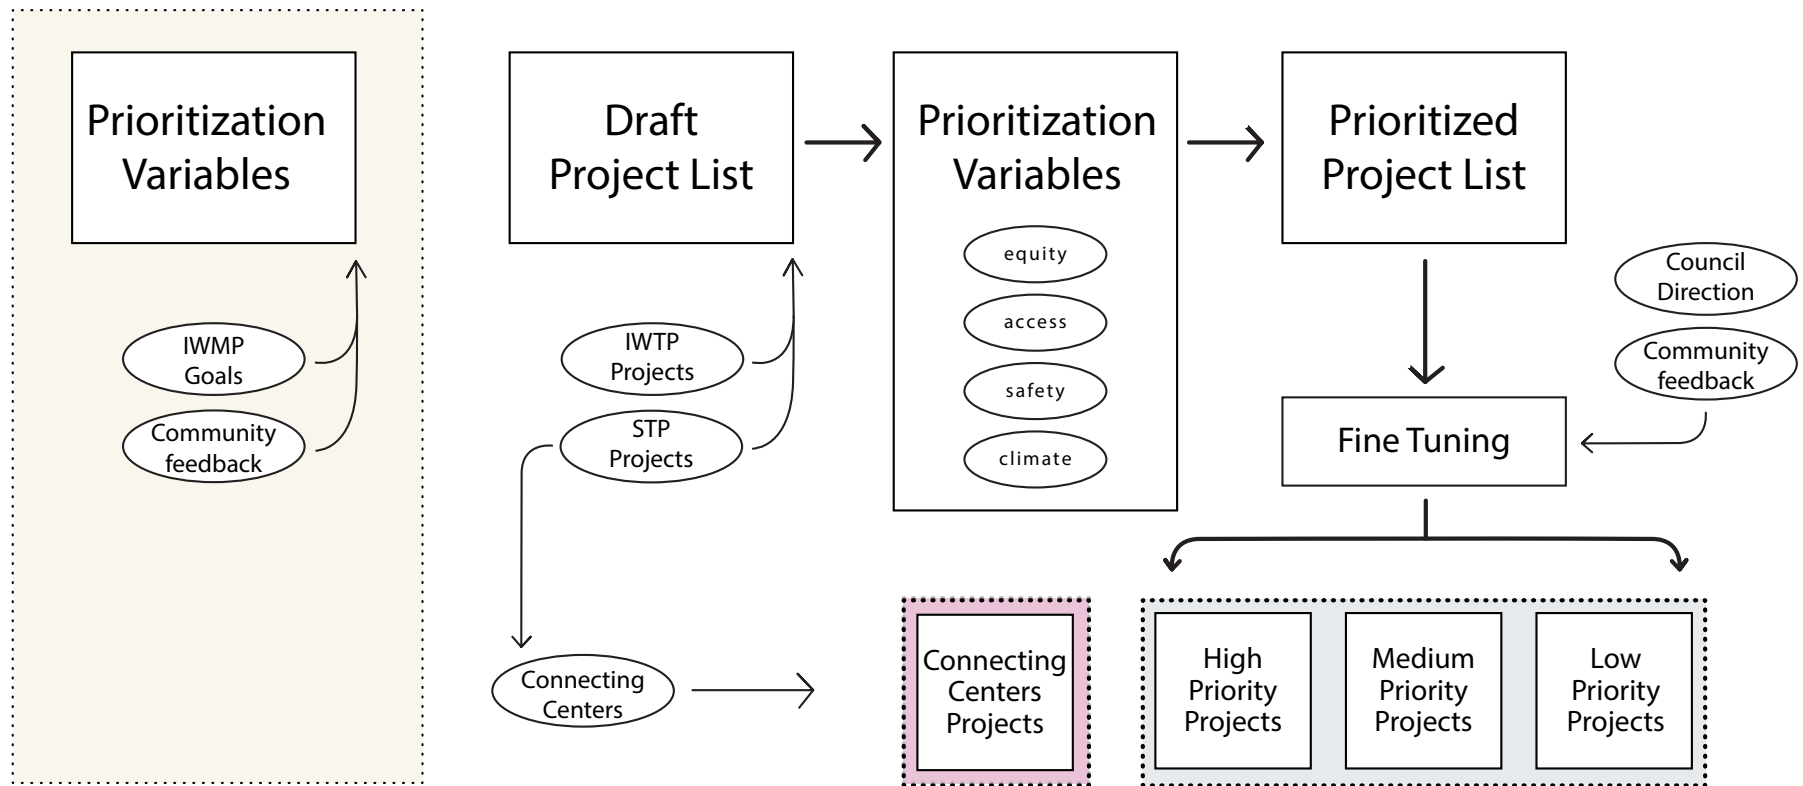 Prioritization
Variables
IWMP
Goals
Community
feedback
Draft
Project List
IWTP
Projects
STP
Projects
Connecting
Centers
Prioritization
Variables
equity
access
safety
climate
Prioritized
Project List
Council
Direction
Community
feedback
Fine Tuning
Connecting
Centers
Projects
High
Priority
Projects
Medium
Priority
Projects
Low
Priority
Projects